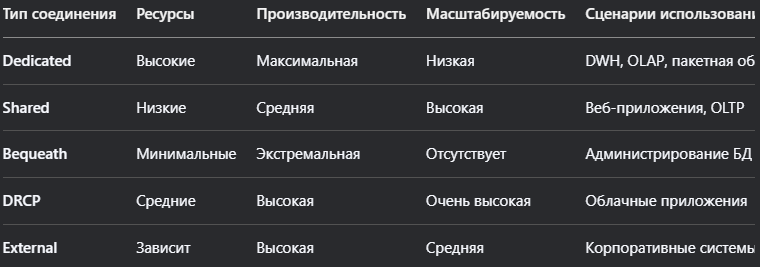 Тип соединения Ресурсы Производительность Масштабируемость Сценарии использовани
Dedicated Высокие Максимальная Низкая DWH, OLAP, пакетная об
Shared Низкие Средняя Высокая Веб-приложения, OLTP
Bequeath Минимальные Экстремальная Отсутствует Администрирование БД
DRCP Средние Высокая Очень высокая Облачные приложения
External Зависит Высокая Средняя Корпоративные системы